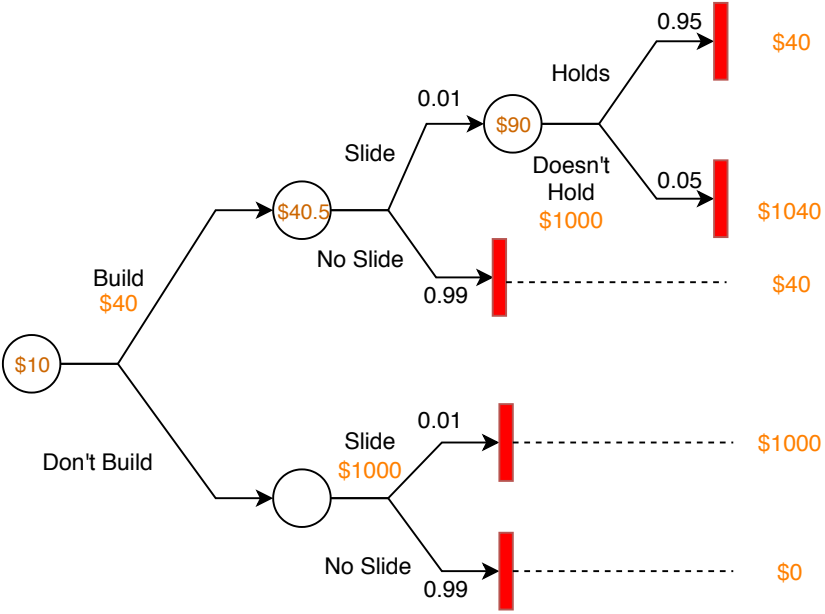 0.95
$40
Holds
0.01
$90
Slide
Doesn't
Hold
$1000
0.05
$1040
$40.5
No Slide
0.99
$40
Build
$40
$10
Don't Build
0.01
Slide
$1000
$1000
No Slide
0.99
$0